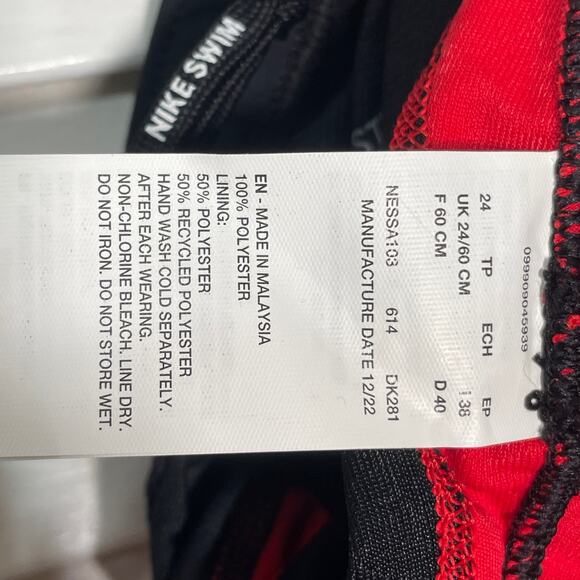 NIKE SWIM
099909045939
24 TP ECH EP
UK 24/60 CM I 38
F 60 CM D 40
NESSA103 614 DK281
MANUFACTURE DATE 12/22
EN - MADE IN MALAYSIA
100% POLYESTER
LINING:
50% POLYESTER
50% RECYCLED POLYESTER
HAND WASH COLD SEPARATELY.
AFTER EACH WEARING.
NON-CHLORINE BLEACH. LINE DRY.
DO NOT IRON. DO NOT STORE WET.